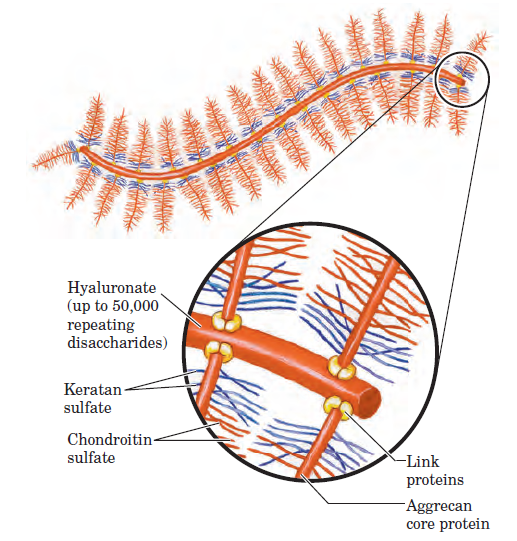 Hyaluronate
(up to 50,000
repeating
disaccharides)
Keratan
sulfate
Chondroitin
sulfate
Link
proteins
Aggrecan
core protein